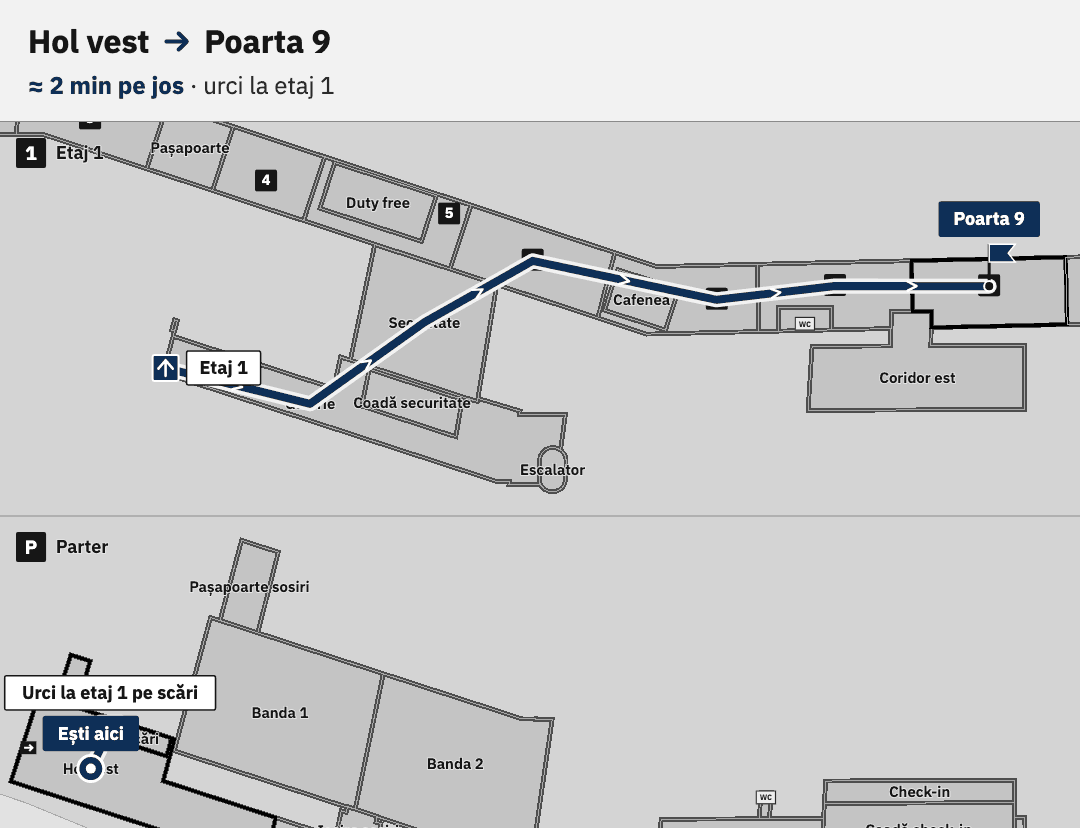 Hol vest → Poarta 9
≈ 2 min pe jos · urci la etaj 1
1 Etaj 1
Pașapoarte
4
Duty free
5
Poarta 9
Cafenea
wc
Securitate
Etaj 1
Coadă securitate
Coridor est
Escalator
P Parter
Pașapoarte sosiri
Urci la etaj 1 pe scări
Banda 1
Ești aici
Banda 2
Check-in
wc